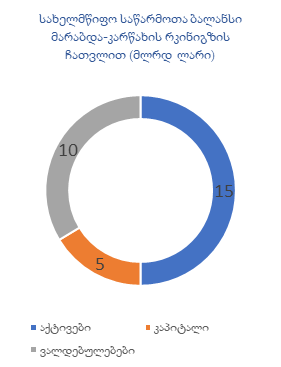 სახელმწიფო საწარმოთა ბალანსი
მარაბდა-კარწახის რკინიგზის
ჩათვლით (მლრდ ლარი)
10
15
5
აქტივები
კაპიტალი
ვალდებულებები